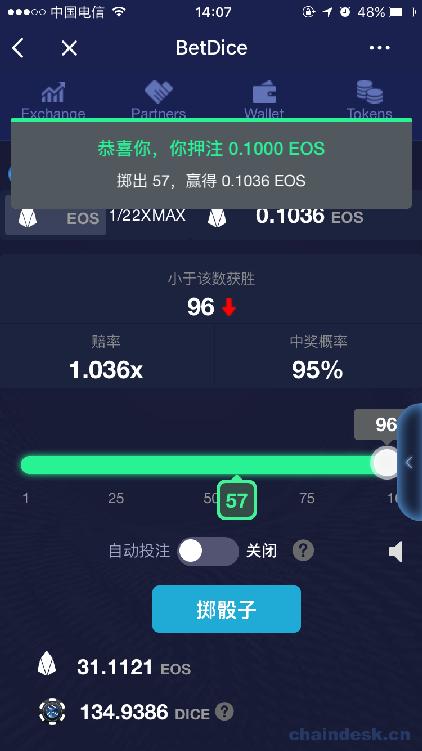 中国电信 14:07 48%
BetDice
Exchange Partners Wallet Tokens
恭喜你，你押注 0.1000 EOS
掷出 57，赢得 0.1036 EOS
EOS 1/22XMAX 0.1036 EOS
小于该数获胜
96
赔率 中奖概率
1.036x 95%
96
1 25 50 75
57
自动投注 关闭 ?
掷骰子
31.1121 EOS
134.9386 DICE ?
chaindesk.cn